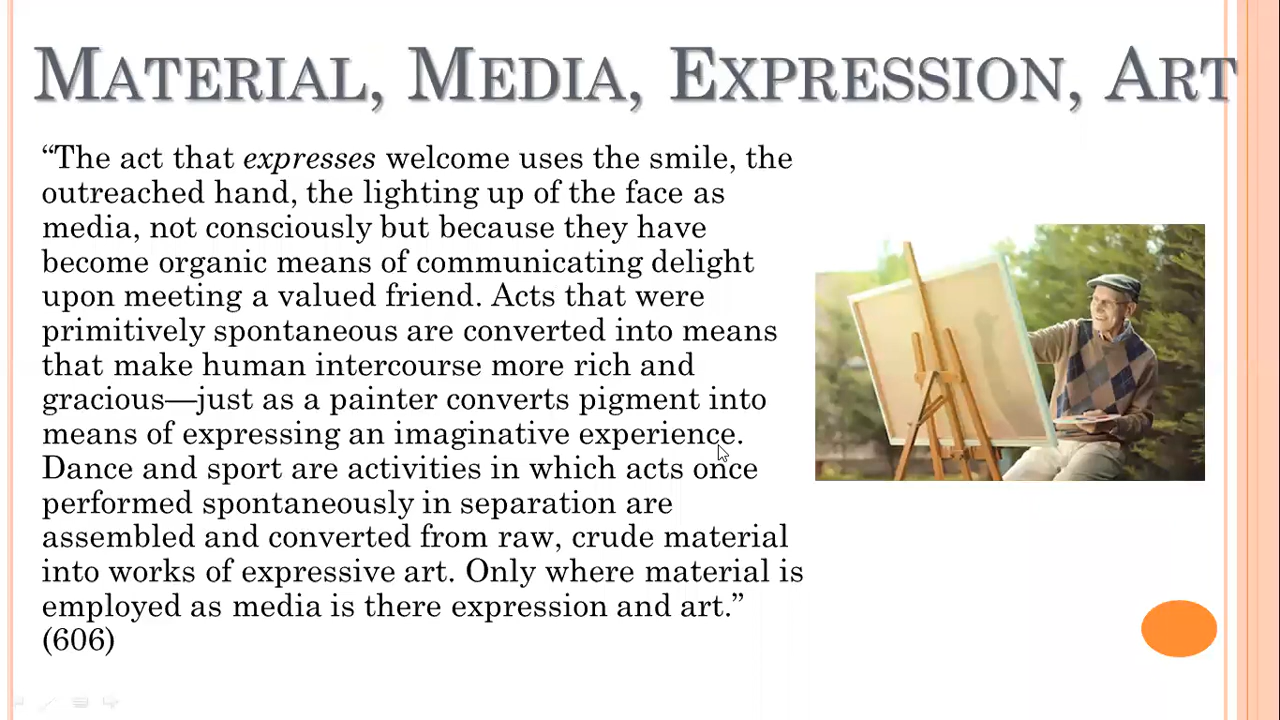 MATERIAL, MEDIA, EXPRESSION, ART
“The act that expresses welcome uses the smile, the
outreached hand, the lighting up of the face as
media, not consciously but because they have
become organic means of communicating delight
upon meeting a valued friend. Acts that were
primitively spontaneous are converted into means
that make human intercourse more rich and
gracious—just as a painter converts pigment into
means of expressing an imaginative experience.
Dance and sport are activities in which acts once
performed spontaneously in separation are
assembled and converted from raw, crude material
into works of expressive art. Only where material is
employed as media is there expression and art.”
(606)